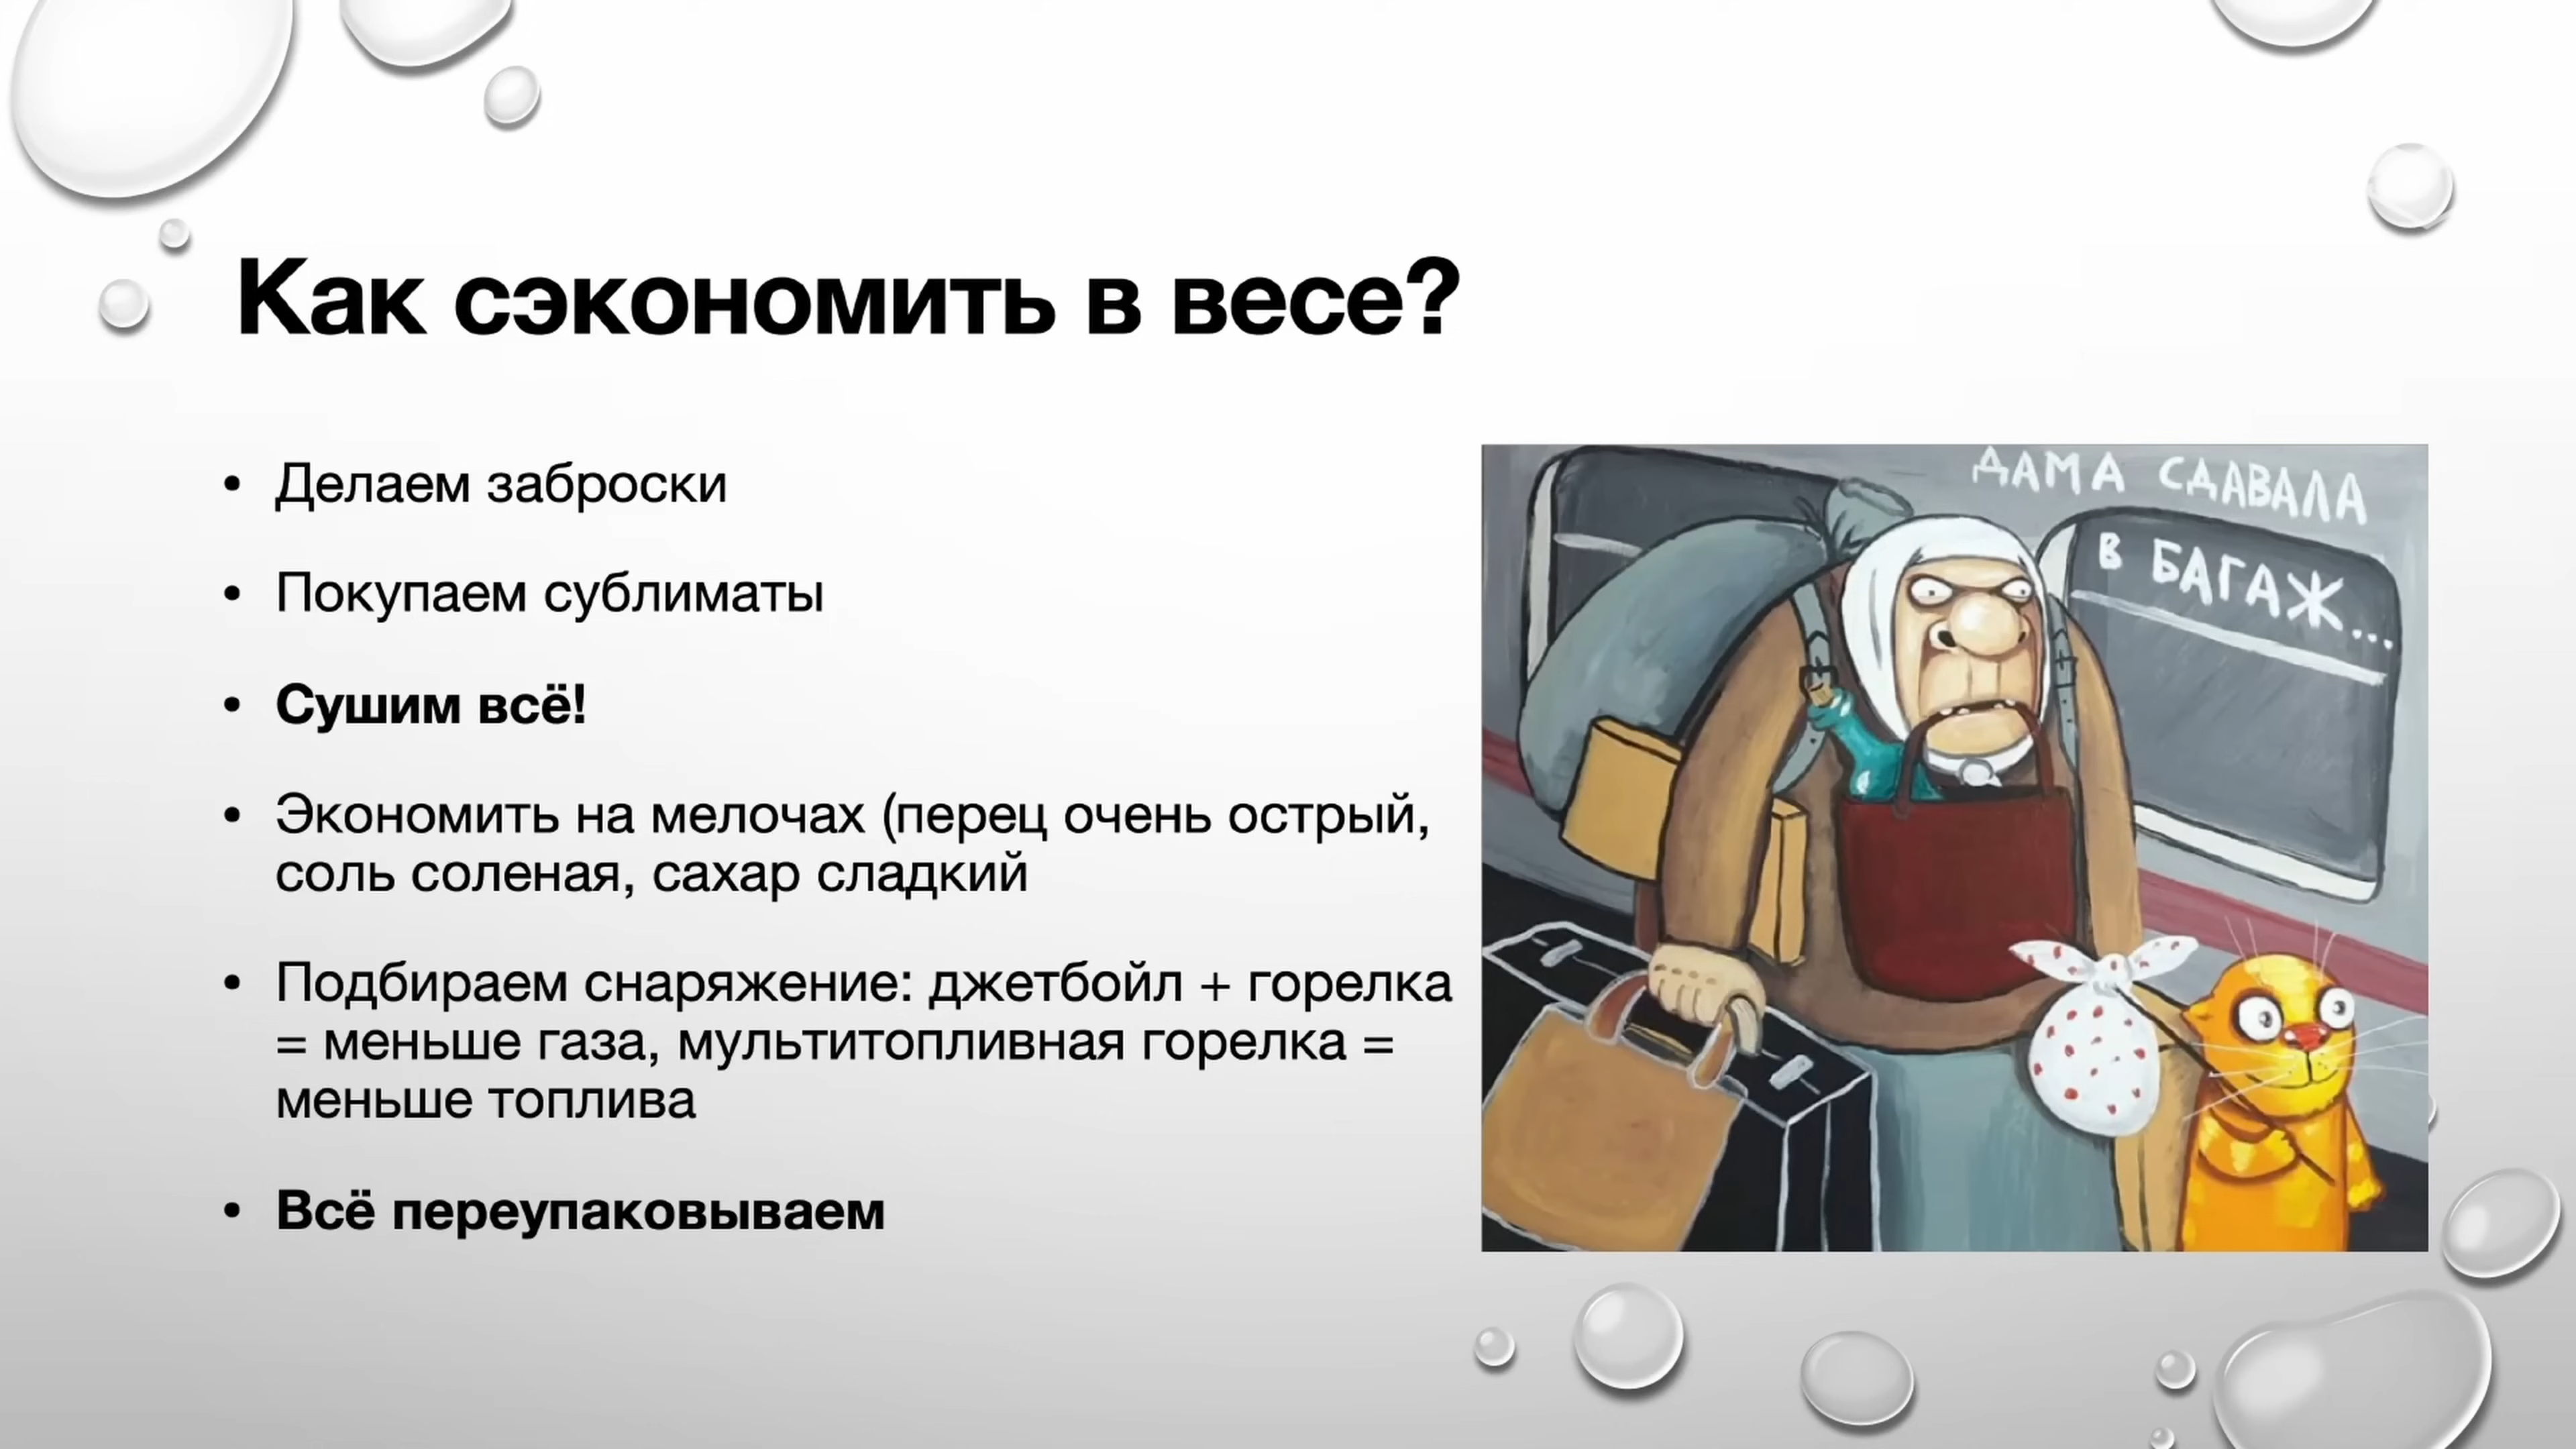 Как сэкономить в весе?
• Делаем заброски
• Покупаем сублиматы
• Сушим всё!
• Экономить на мелочах (перец очень острый,
соль соленая, сахар сладкий
• Подбираем снаряжение: джетбойл + горелка
= меньше газа, мультитопливная горелка =
меньше топлива
• Всё переупаковываем
ДАМА СДАВАЛА
В БАГАЖ...